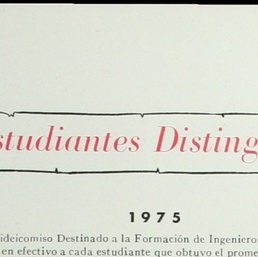 studiantes Disting
1975
ideicomiso Destinado a la Formación de Ingeniero
en efectivo a cada estudiante que obtuvo el prome